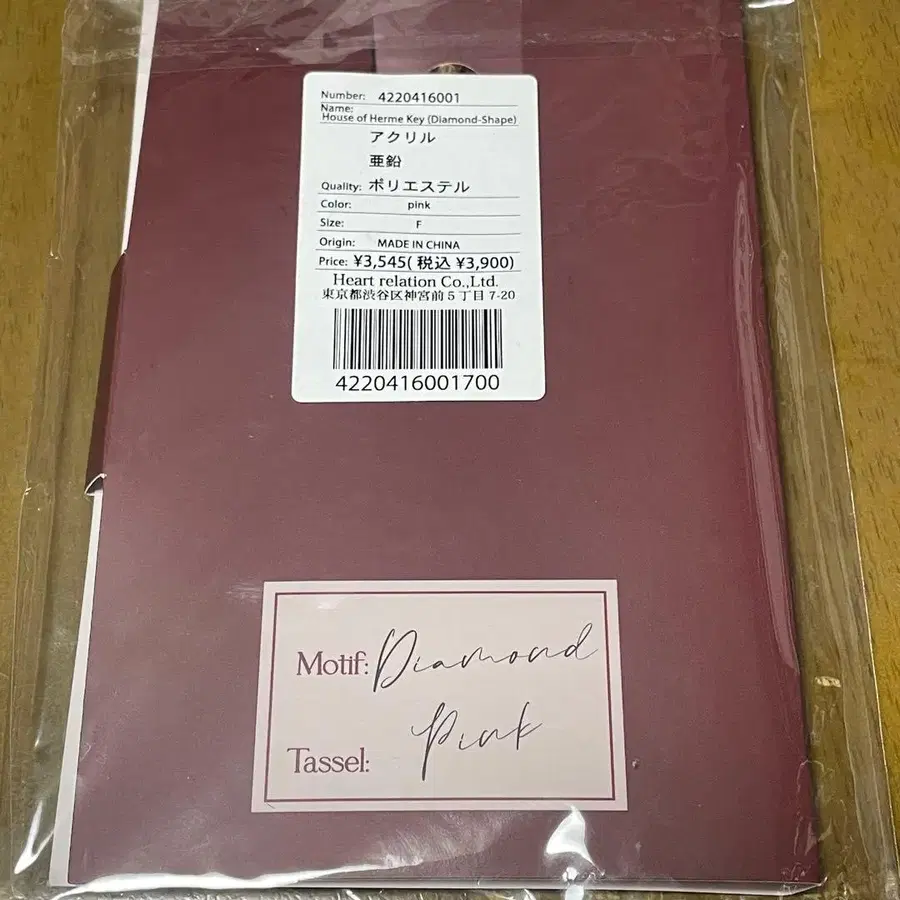 Number: 4220416001
Name:
House of Herme Key (Diamond-Shape)
アクリル
亜鉛
Quality: ポリエステル
Color: pink
Size: F
Origin: MADE IN CHINA
Price: ¥3,545( 税込 ¥3,900)
Heart relation Co.,Ltd.
東京都渋谷区神宮前5丁目7-20
4220416001700
Motif: Diamond
Tassel: Pink